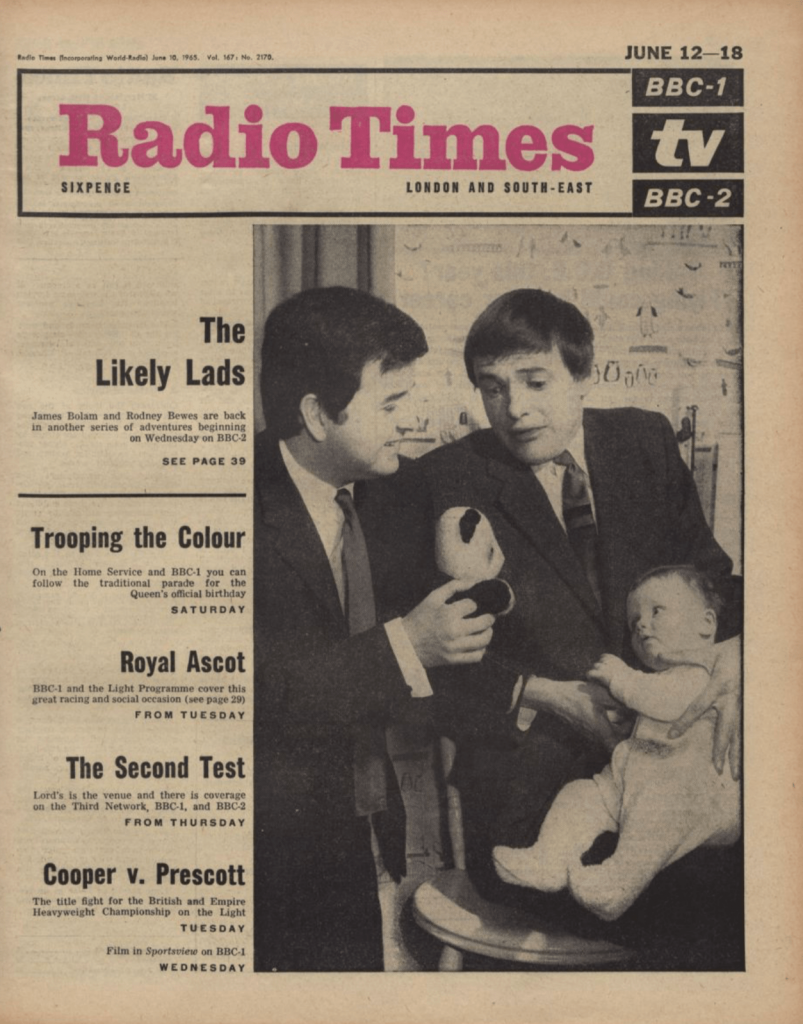 Radio Times (Incorporating World-Radio) June 10, 1965. Vol. 167: No. 2170.
JUNE 12—18
Radio Times
SIXPENCE
LONDON AND SOUTH-EAST
BBC-1
tv
BBC-2
The
Likely Lads
James Bolam and Rodney Bewes are back
in another series of adventures beginning
on Wednesday on BBC-2
SEE PAGE 39
Trooping the Colour
On the Home Service and BBC-1 you can
follow the traditional parade for the
Queen's official birthday
SATURDAY
Royal Ascot
BBC-1 and the Light Programme cover this
great racing and social occasion (see page 29)
FROM TUESDAY
The Second Test
Lord's is the venue and there is coverage
on the Third Network, BBC-1, and BBC-2
FROM THURSDAY
Cooper v. Prescott
The title fight for the British and Empire
Heavyweight Championship on the Light
TUESDAY
Film in Sportsview on BBC-1
WEDNESDAY